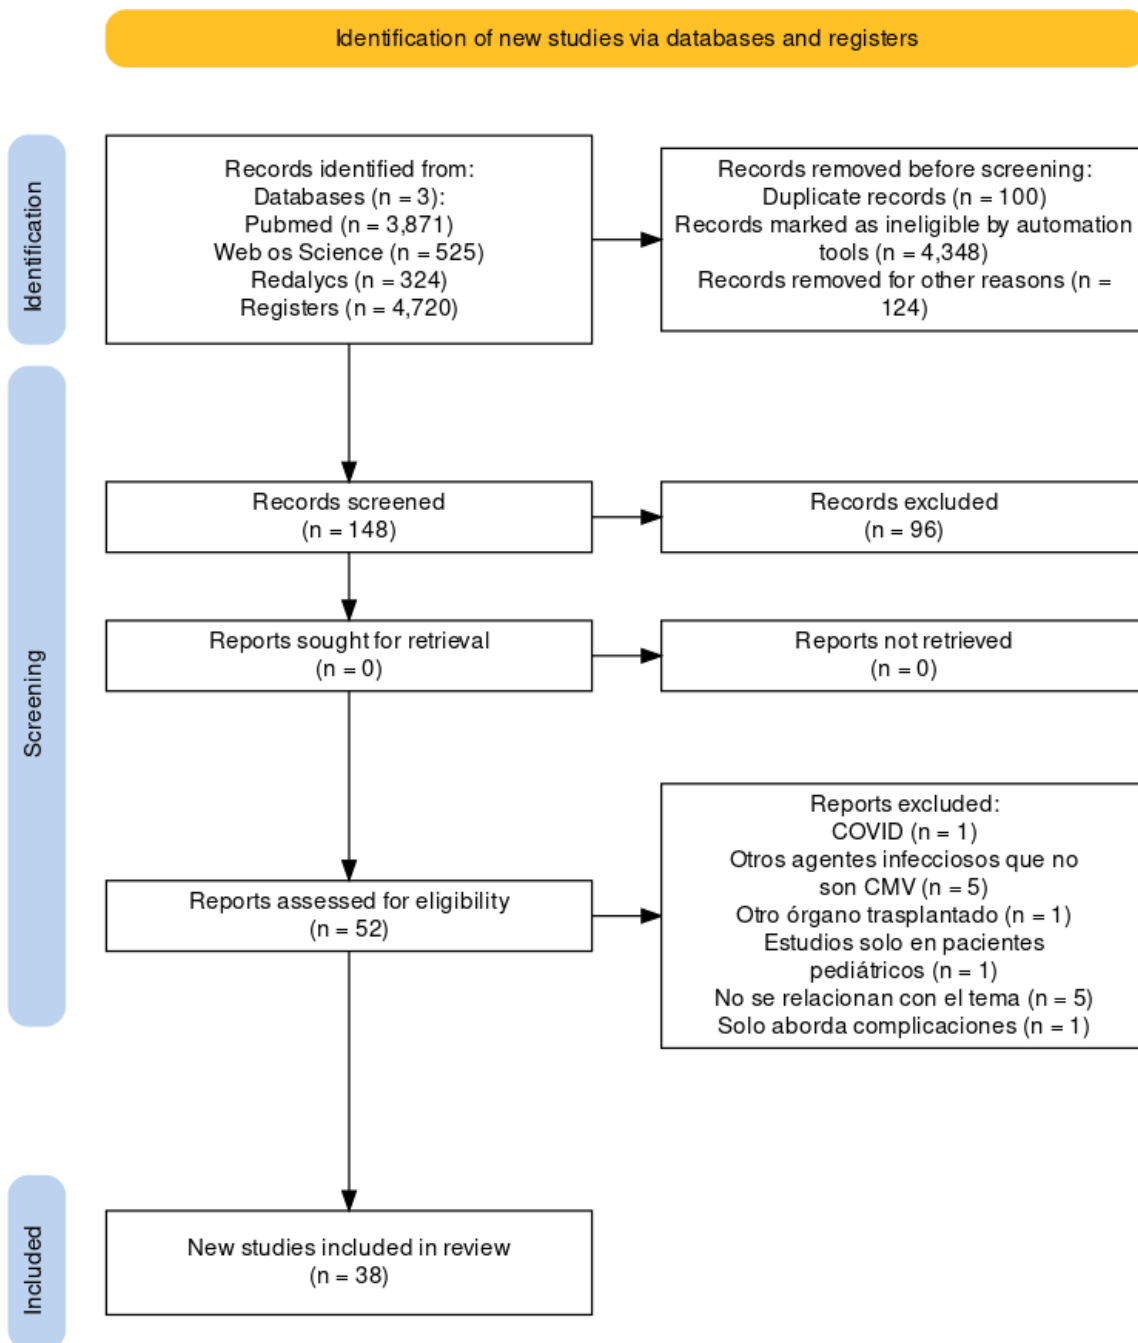 Identification of new studies via databases and registers
Identification
Records identified from:
Databases (n = 3):
Pubmed (n = 3,871)
Web os Science (n = 525)
Redalycs (n = 324)
Registers (n = 4,720)
Records removed before screening:
Duplicate records (n = 100)
Records marked as ineligible by automation
tools (n = 4,348)
Records removed for other reasons (n =
124)
Screening
Records screened
(n = 148)
Records excluded
(n = 96)
Reports sought for retrieval
(n = 0)
Reports not retrieved
(n = 0)
Reports assessed for eligibility
(n = 52)
Reports excluded:
COVID (n = 1)
Otros agentes infecciosos que no
son CMV (n = 5)
Otro órgano trasplantado (n = 1)
Estudios solo en pacientes
pediátricos (n = 1)
No se relacionan con el tema (n = 5)
Solo aborda complicaciones (n = 1)
Included
New studies included in review
(n = 38)